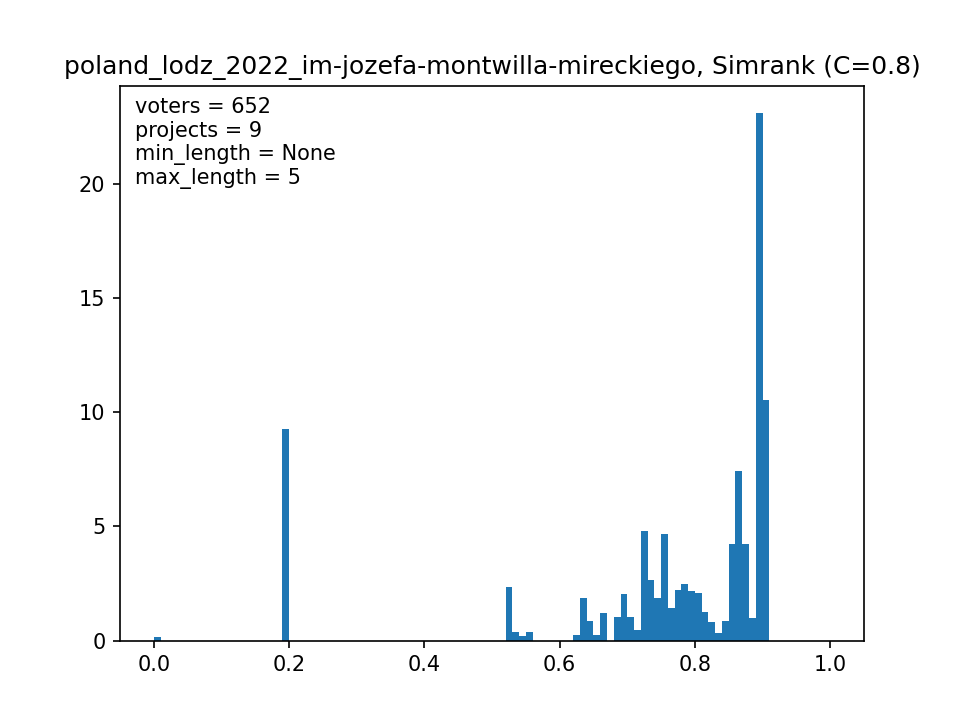 poland_lodz_2022_im-jozefa-montwilla-mireckiego, Simrank (C=0.8)
voters = 652
projects = 9
min_length = None
max_length = 5
20
15
10
5
0
0.0 0.2 0.4 0.6 0.8 1.0